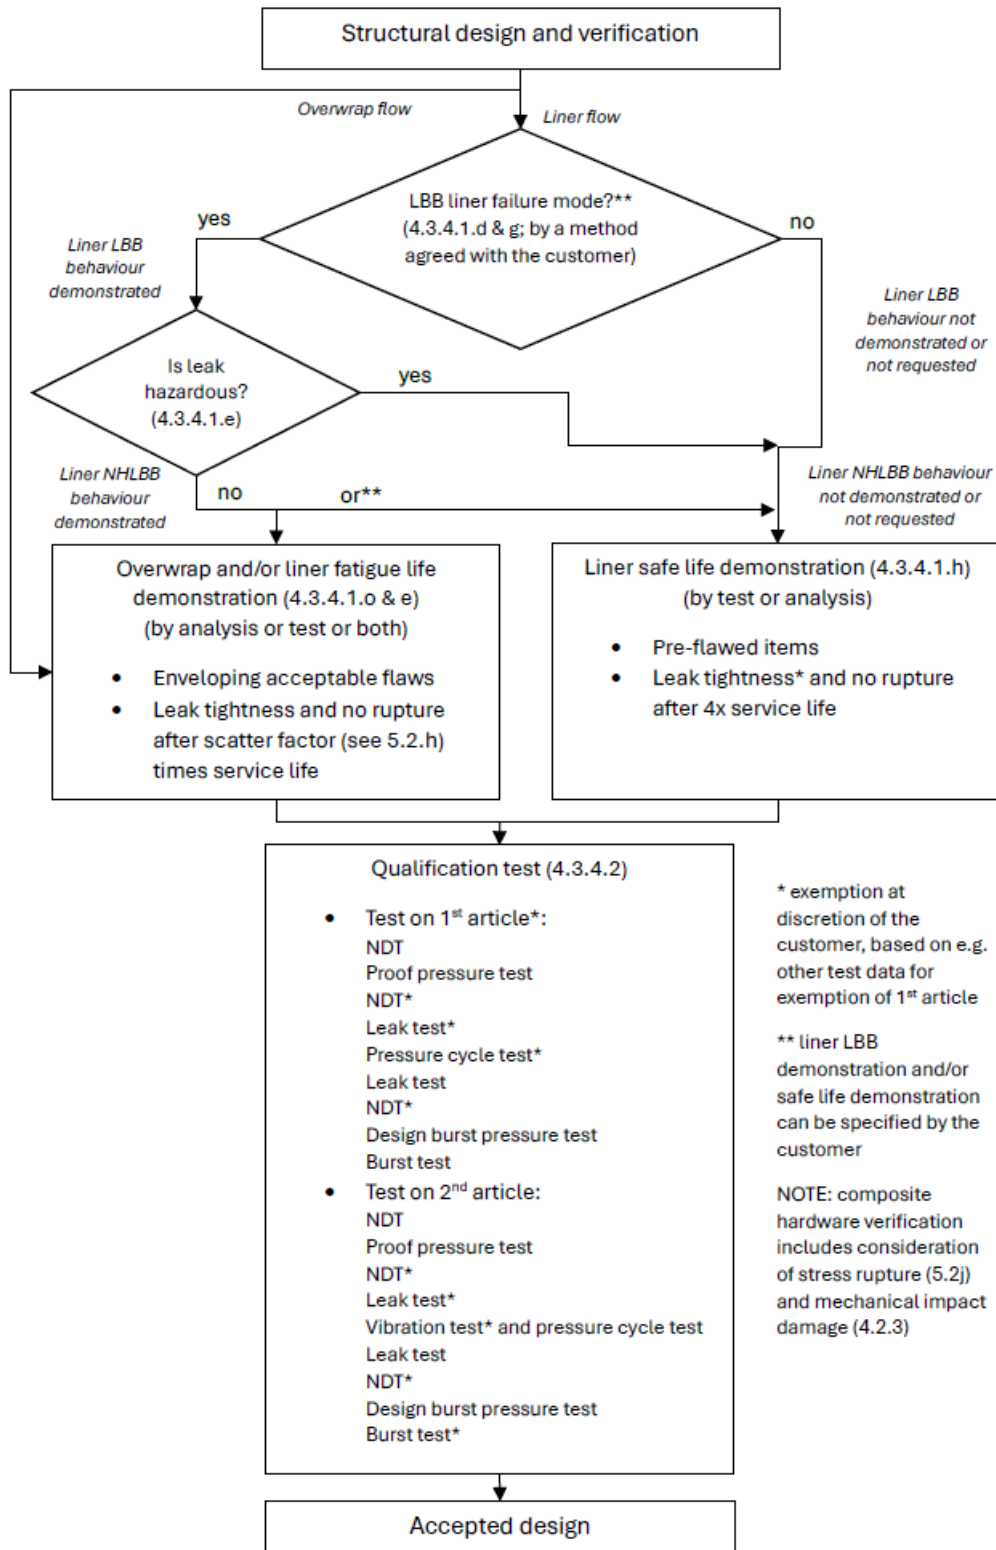 Structural design and verification
Overwrap flow
Liner flow
LBB liner failure mode?**
(4.3.4.1.d & g; by a method
agreed with the customer)
yes
no
Liner LBB
behaviour
demonstrated
Liner LBB
behaviour not
demonstrated or
not requested
Is leak
hazardous?
(4.3.4.1.e)
yes
Liner NHLBB
behaviour
demonstrated
no
or**
Liner NHLBB behaviour
not demonstrated or
not requested
Overwrap and/or liner fatigue life
demonstration (4.3.4.1.o & e)
(by analysis or test or both)
• Enveloping acceptable flaws
• Leak tightness and no rupture
after scatter factor (see 5.2.h)
times service life
Liner safe life demonstration (4.3.4.1.h)
(by test or analysis)
• Pre-flawed items
• Leak tightness* and no rupture
after 4x service life
Qualification test (4.3.4.2)
• Test on 1st article*:
NDT
Proof pressure test
NDT*
Leak test*
Pressure cycle test*
Leak test
NDT*
Design burst pressure test
Burst test
• Test on 2nd article:
NDT
Proof pressure test
NDT*
Leak test*
Vibration test* and pressure cycle test
Leak test
NDT*
Design burst pressure test
Burst test*
* exemption at
discretion of the
customer, based on e.g.
other test data for
exemption of 1st article
** liner LBB
demonstration and/or
safe life demonstration
can be specified by the
customer
NOTE: composite
hardware verification
includes consideration
of stress rupture (5.2j)
and mechanical impact
damage (4.2.3)
Accepted design